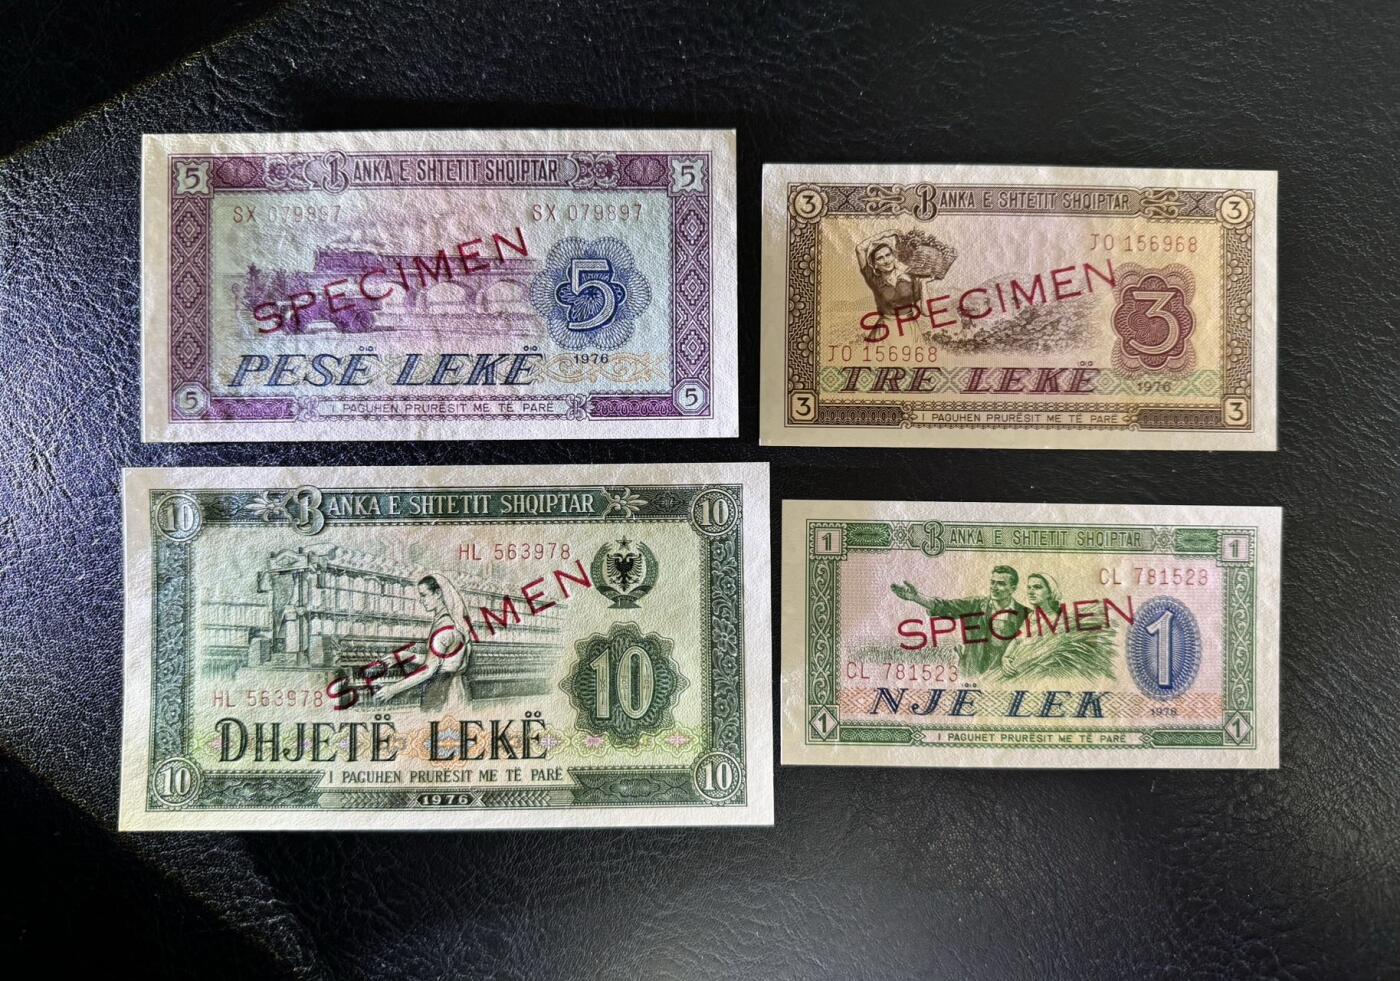 5 BANKA E SHTETIT SHQIPTAR 5
SX 079897 SX 079897
SPECIMEN
5
PESË LEKË 1976
5 I PAGUHEN PRURËSIT ME TË PARË 5
3 BANKA E SHTETIT SHQIPTAR 3
JO 156968
SPECIMEN
3
JO 156968
TRE LEKË 1976
3 I PAGUHEN PRURËSIT ME TË PARË 3
10 BANKA E SHTETIT SHQIPTAR 10
HL 563978
SPECIMEN
10
HL 563978
DHJETË LEKË
10 I PAGUHEN PRURËSIT ME TË PARË 10
1976
1 BANKA E SHTETIT SHQIPTAR 1
CL 781523
SPECIMEN
1
CL 781523
NJË LEK 1976
1 I PAGUHET PRURËSIT ME TË PARË 1